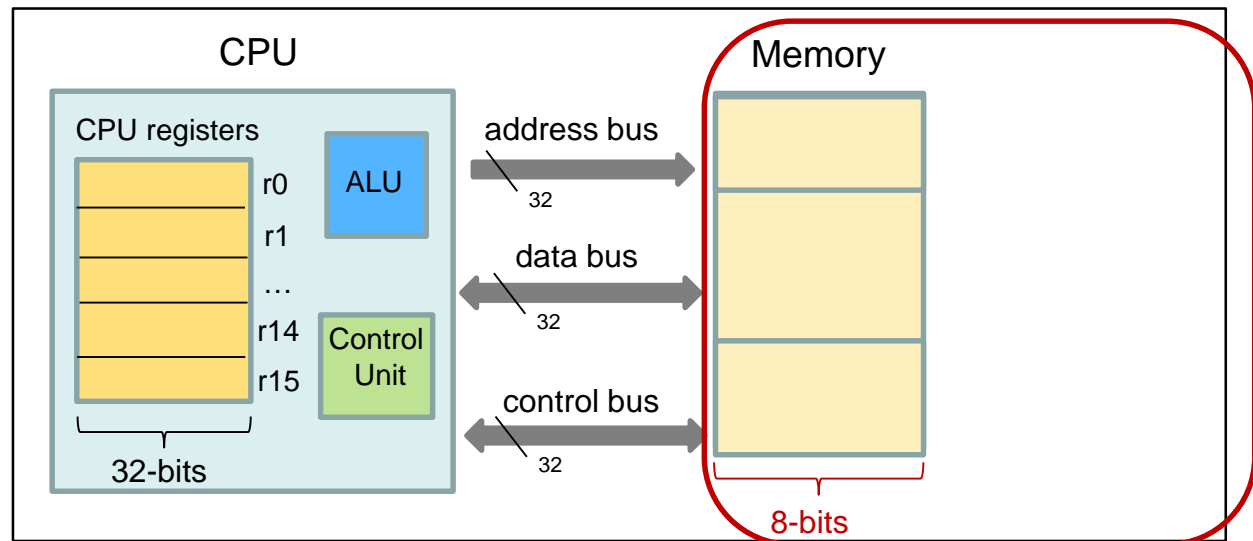 CPU
Memory
CPU registers
r0
r1
…
r14
r15
32-bits
ALU
Control
Unit
address bus
32
data bus
32
control bus
32
8-bits